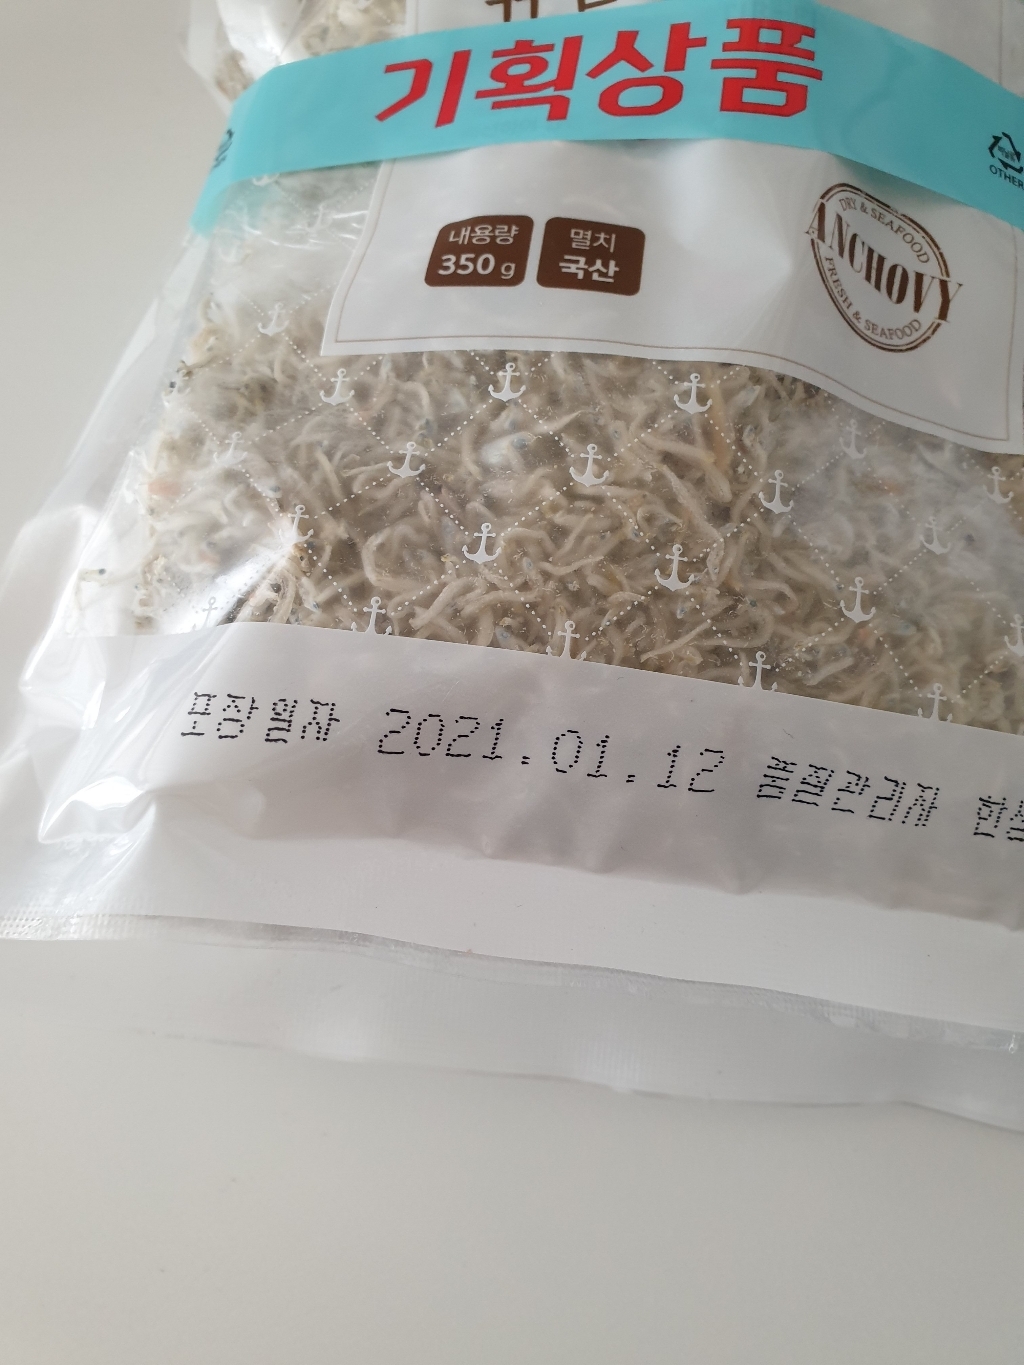 기획상품
OTHER
내용량
350 g
멸치
국산
DRY & SEAFOOD
ANCHOVY
FRESH & SEAFOOD
포장일자 2021.01.12 품질관리자